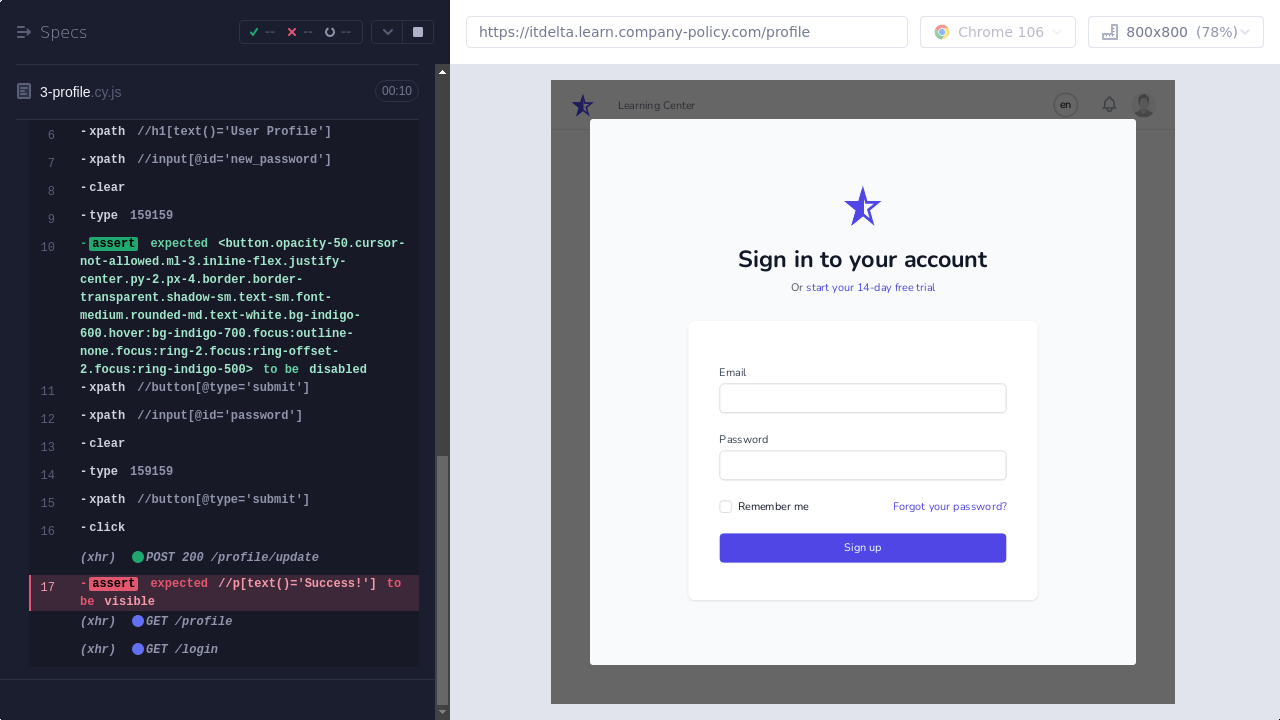 Specs
--
--
--
3-profile.cy.js
00:10
6 -xpath //h1[text()='User Profile']
7 -xpath //input[@id='new_password']
8 -clear
9 -type 159159
10 -assert expected <button.opacity-50.cursor-
not-allowed.ml-3.inline-flex.justify-
center.py-2.px-4.border.border-
transparent.shadow-sm.text-sm.font-
medium.rounded-md.text-white.bg-indigo-
600.hover:bg-indigo-700.focus:outline-
none.focus:ring-2.focus:ring-offset-
2.focus:ring-indigo-500> to be disabled
11 -xpath //button[@type='submit']
12 -xpath //input[@id='password']
13 -clear
14 -type 159159
15 -xpath //button[@type='submit']
16 -click
(xhr) POST 200 /profile/update
17 -assert expected //p[text()='Success!'] to
be visible
(xhr) GET /profile
(xhr) GET /login
https://itdelta.learn.company-policy.com/profile
Chrome 106
800x800 (78%)
Learning Center
en
Sign in to your account
Or start your 14-day free trial
Email
Password
Remember me
Forgot your password?
Sign up